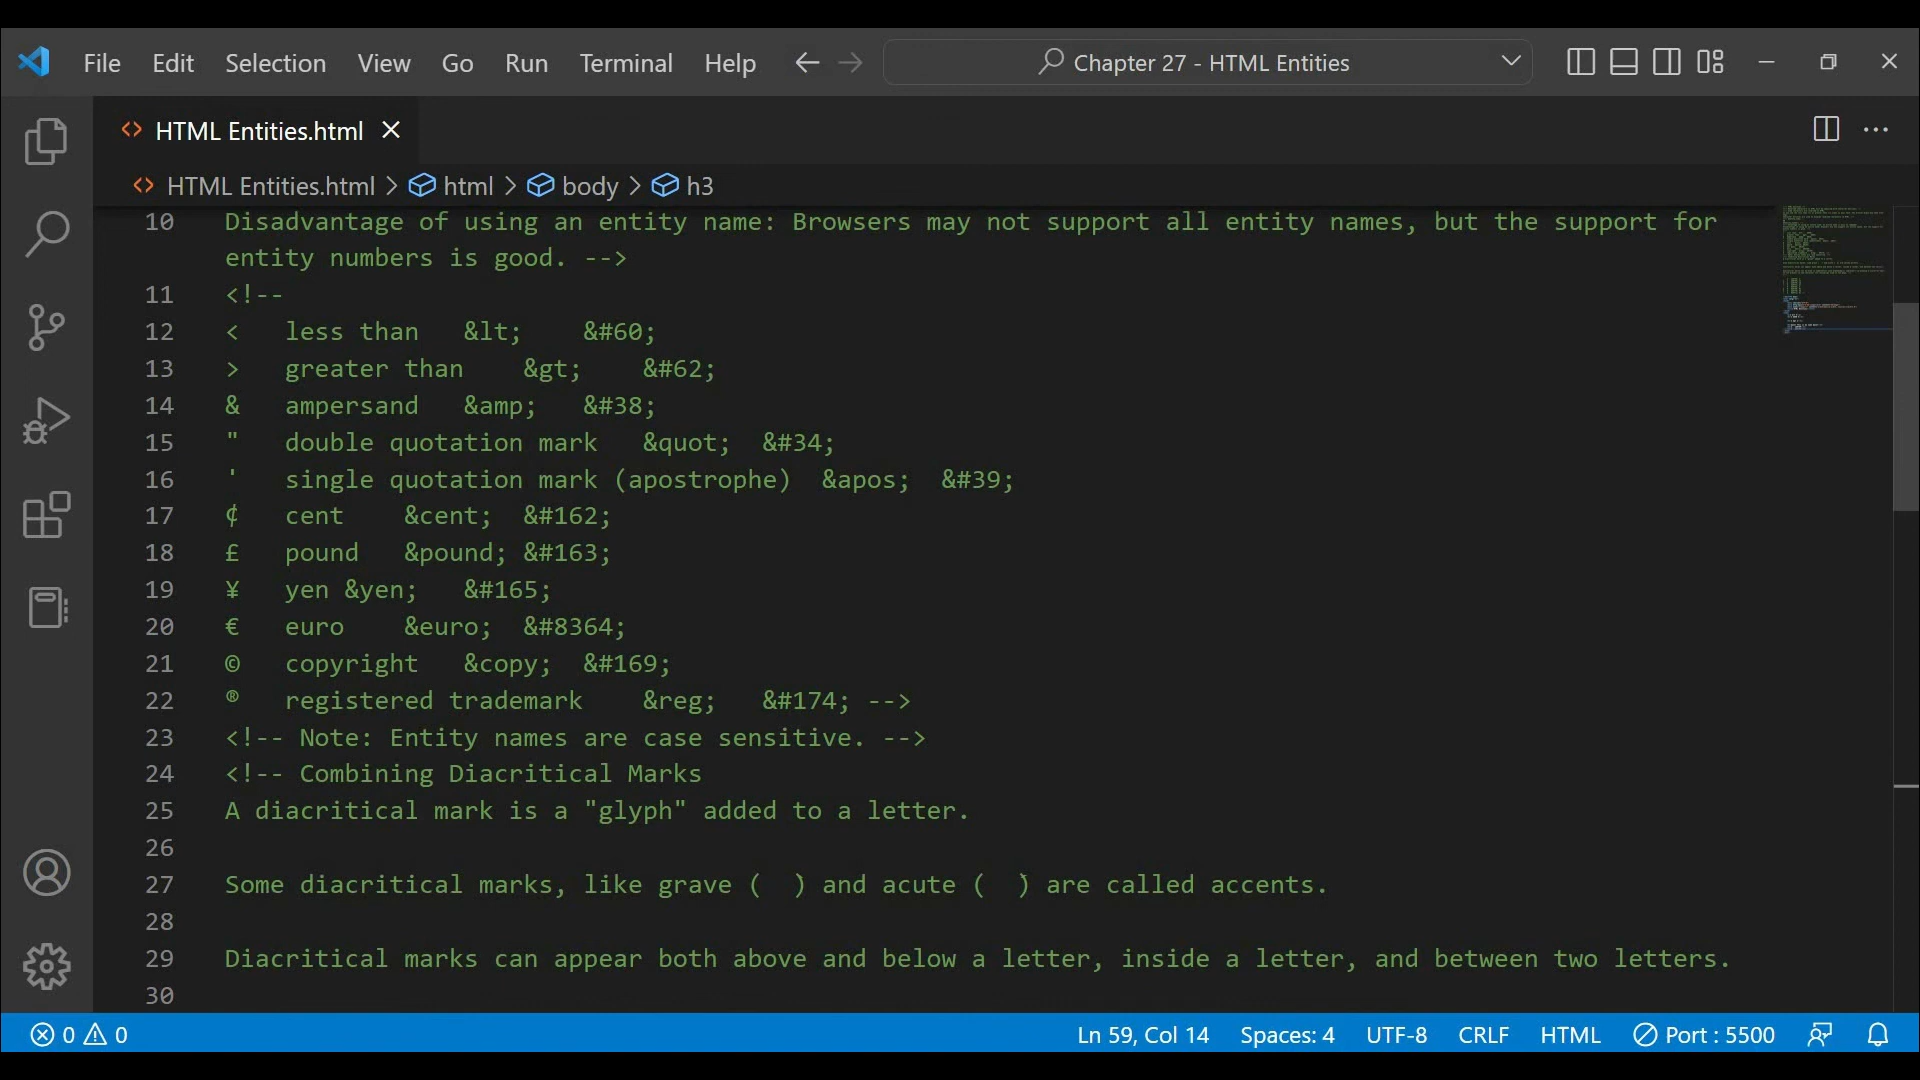 File Edit Selection View Go Run Terminal Help Chapter 27 - HTML Entities
HTML Entities.html
HTML Entities.html > html > body > h3
10 Disadvantage of using an entity name: Browsers may not support all entity names, but the support for
entity numbers is good. -->
11 <!--
12 < less than &lt; &#60;
13 > greater than &gt; &#62;
14 & ampersand &amp; &#38;
15 " double quotation mark &quot; &#34;
16 ' single quotation mark (apostrophe) &apos; &#39;
17 ¢ cent &cent; &#162;
18 £ pound &pound; &#163;
19 ¥ yen &yen; &#165;
20 € euro &euro; &#8364;
21 © copyright &copy; &#169;
22 ® registered trademark &reg; &#174; -->
23 <!-- Note: Entity names are case sensitive. -->
24 <!-- Combining Diacritical Marks
25 A diacritical mark is a "glyph" added to a letter.
26
27 Some diacritical marks, like grave (  ̀) and acute (  ́) are called accents.
28
29 Diacritical marks can appear both above and below a letter, inside a letter, and between two letters.
30
0 0 Ln 59, Col 14 Spaces: 4 UTF-8 CRLF HTML Port : 5500